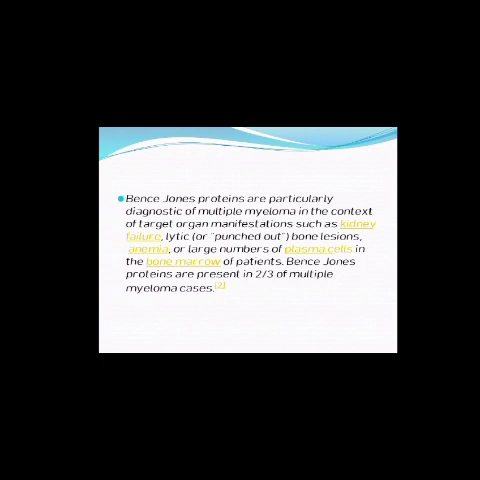 Bence Jones proteins are particularly
diagnostic of multiple myeloma in the context
of target organ manifestations such as kidney
failure, lytic (or "punched out") bone lesions,
anemia, or large numbers of plasma cells in
the bone marrow of patients. Bence Jones
proteins are present in 2/3 of multiple
myeloma cases.[2]